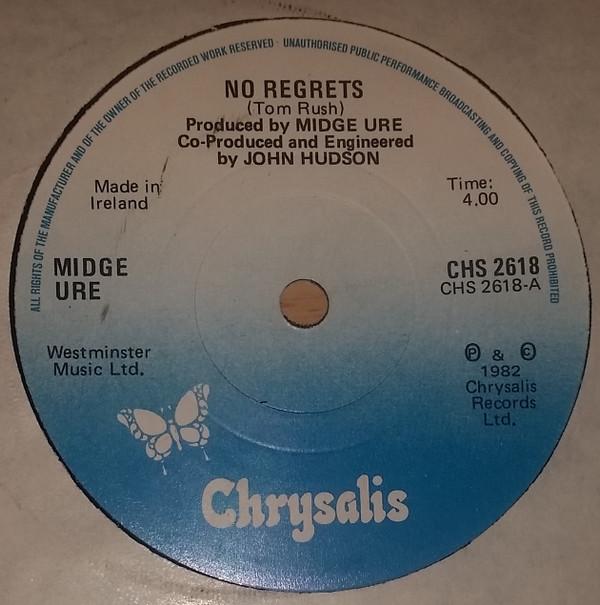 ALL RIGHTS OF THE MANUFACTURER AND OF THE OWNER OF THE RECORDED WORK RESERVED · UNAUTHORISED PUBLIC PERFORMANCE BROADCASTING AND COPYING OF THIS RECORD PROHIBITED
NO REGRETS
(Tom Rush)
Produced by MIDGE URE
Co-Produced and Engineered
by JOHN HUDSON
Made in
Ireland
Time:
4.00
MIDGE
URE
CHS 2618
CHS 2618-A
Westminster
Music Ltd.
℗ & ©
1982
Chrysalis
Records
Ltd.
Chrysalis